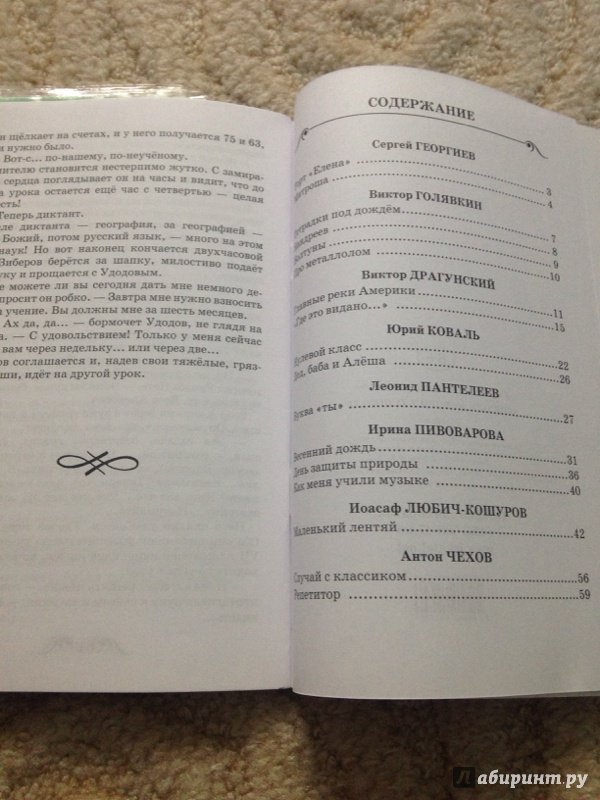 н щёлкает на счетах, и у него получается 75 и 63,
и нужно было.
Вот-с... по-нашему, по-неучёному.
ителю становится нестерпимо жутко. С замира-
сердца поглядывает он на часы и видит, что до
а урока остается ещё час с четвертью — целая
есть!
Теперь диктант.
ле диктанта — география, за географией —
Божий, потом русский язык, — много на этом
наук! Но вот наконец кончается двухчасовой
Зиберов берётся за шапку, милостиво подаёт
уку и прощается с Удодовым.
е можете ли вы сегодня дать мне немного де-
просит он робко. — Завтра мне нужно взносить
а учение. Вы должны мне за шесть месяцев.
Ах да, да... — бормочет Удодов, не глядя на
а. — С удовольствием! Только у меня сейчас
вам через недельку... или через две...
ов соглашается и, надев свои тяжёлые, гряз-
ши, идёт на другой урок.
СОДЕРЖАНИЕ
Сергей ГЕОРГИЕВ
«Елена» 3
4
Виктор ГОЛЯВКИН
под дождём 7
8
9
металлолом 10
Виктор ДРАГУНСКИЙ
Главные реки Америки 11
«Где это видано...» 15
Юрий КОВАЛЬ
Нулевой класс 22
Дед, баба и Алёша 26
Леонид ПАНТЕЛЕЕВ
Буква «ты» 27
Ирина ПИВОВАРОВА
Весенний дождь 31
День защиты природы 36
Как меня учили музыке 40
Иоасаф ЛЮБИЧ-КОШУРОВ
Маленький лентяй 42
Антон ЧЕХОВ
Случай с классиком 56
Репетитор 59
Лабиринт.ру